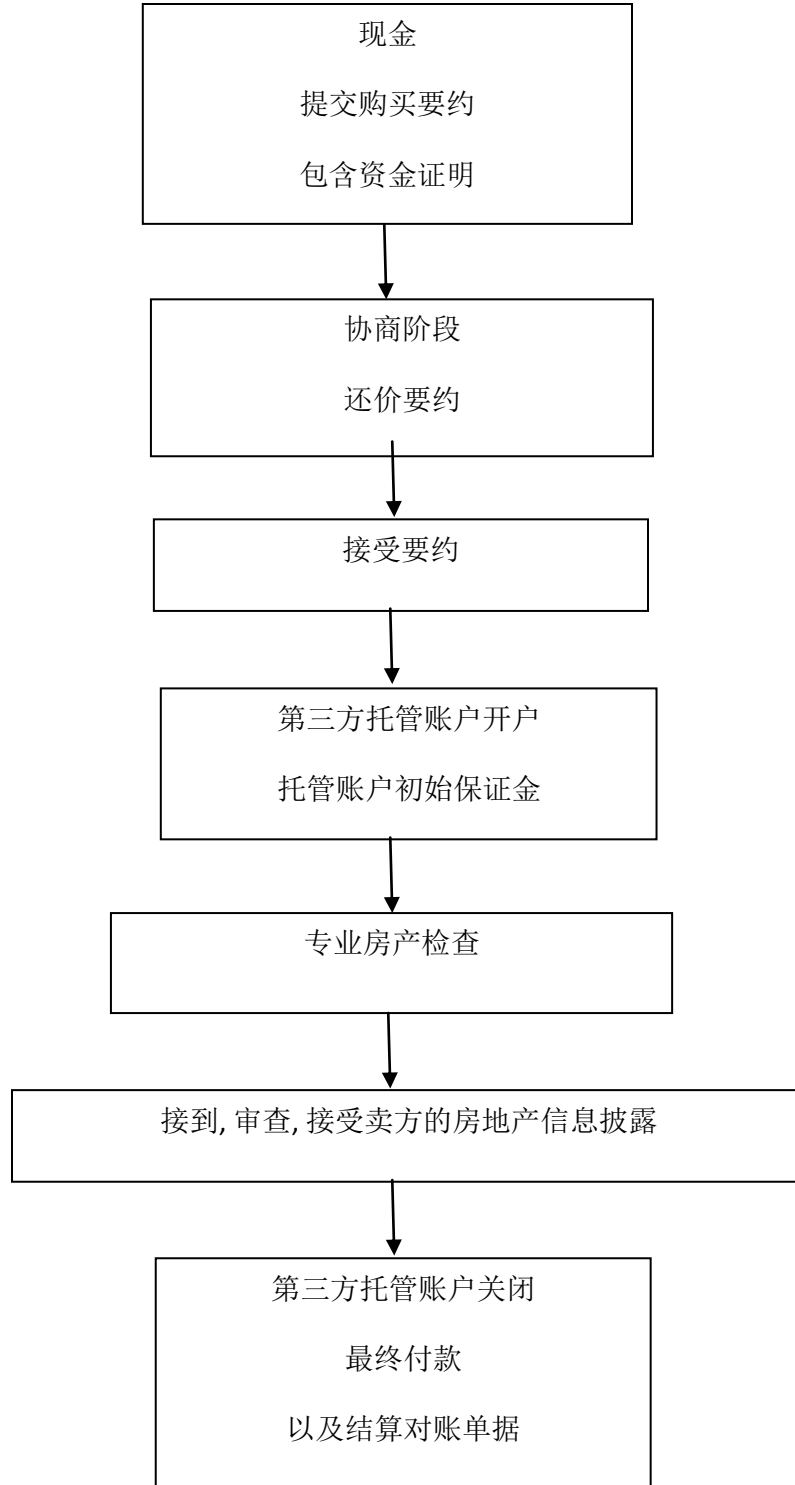 现金
提交购买要约
包含资金证明
协商阶段
还价要约
接受要约
第三方托管账户开户
托管账户初始保证金
专业房产检查
接到, 审查, 接受卖方的房地产信息披露
第三方托管账户关闭
最终付款
以及结算对账单据